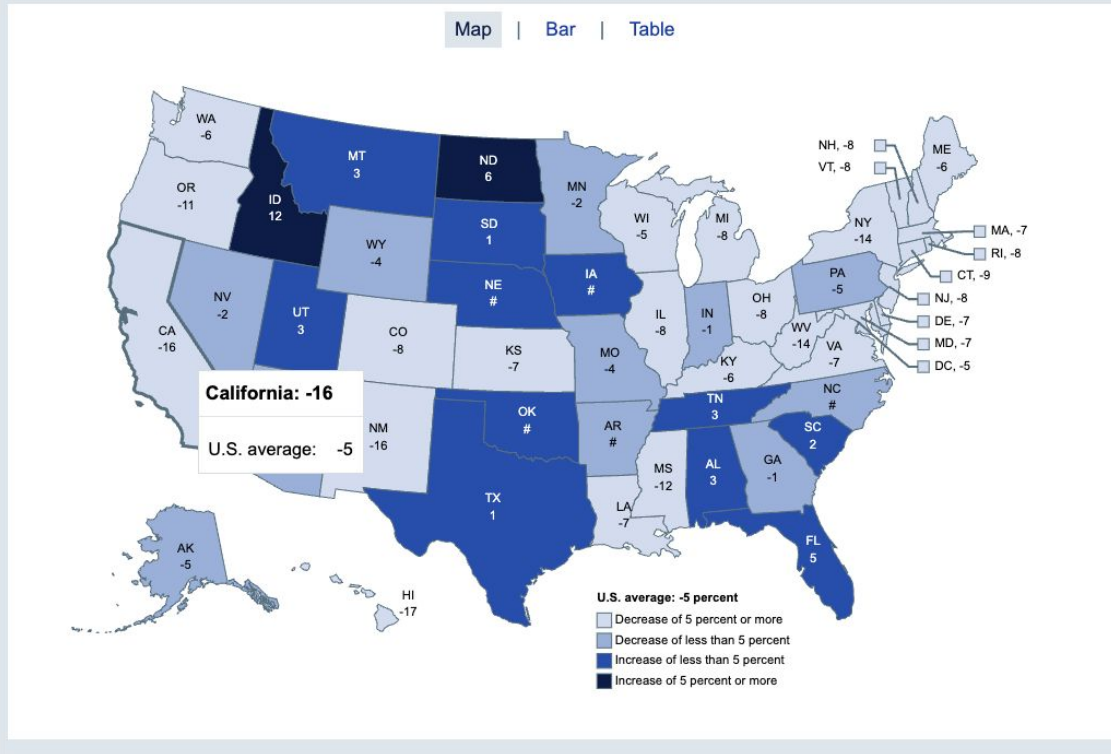 Map | Bar | Table
WA
-6
MT
3
ND
6
MN
-2
OR
-11
ID
12
SD
1
WY
-4
WI
-5
MI
-8
NH, -8
VT, -8
ME
-6
NY
-14
MA, -7
RI, -8
CT, -9
NJ, -8
DE, -7
MD, -7
DC, -5
NE
#
IA
#
PA
-5
NV
-2
UT
3
CO
-8
IL
-8
IN
-1
OH
-8
WV
-14
VA
-7
CA
-16
KS
-7
MO
-4
KY
-6
NC
#
TN
3
SC
2
California: -16
U.S. average: -5
NM
-16
OK
#
AR
#
MS
-12
AL
3
GA
-1
TX
1
LA
-7
FL
5
AK
-5
HI
-17
U.S. average: -5 percent
Decrease of 5 percent or more
Decrease of less than 5 percent
Increase of less than 5 percent
Increase of 5 percent or more